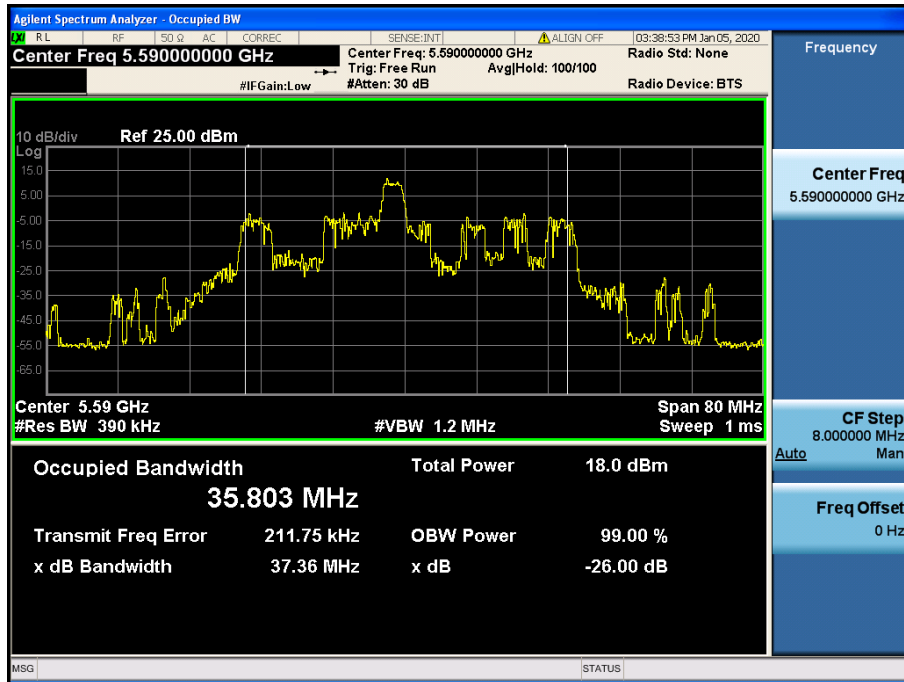 Agilent Spectrum Analyzer - Occupied BW
LXI RL RF 50 Ω AC CORREC SENSE:INT ALIGN OFF 03:38:53 PM Jan 05, 2020
Center Freq 5.590000000 GHz
Center Freq: 5.590000000 GHz
Radio Std: None
Trig: Free Run Avg|Hold: 100/100
#IFGain:Low
#Atten: 30 dB
Radio Device: BTS
10 dB/div Ref 25.00 dBm
Log
15.0
5.00
-5.00
-15.0
-25.0
-35.0
-45.0
-55.0
-65.0
Center 5.59 GHz Span 80 MHz
#Res BW 390 kHz #VBW 1.2 MHz Sweep 1 ms
Occupied Bandwidth Total Power 18.0 dBm
35.803 MHz
Transmit Freq Error 211.75 kHz OBW Power 99.00 %
x dB Bandwidth 37.36 MHz x dB -26.00 dB
MSG STATUS
Frequency
Center Freq
5.590000000 GHz
CF Step
8.000000 MHz
Auto Man
Freq Offset
0 Hz